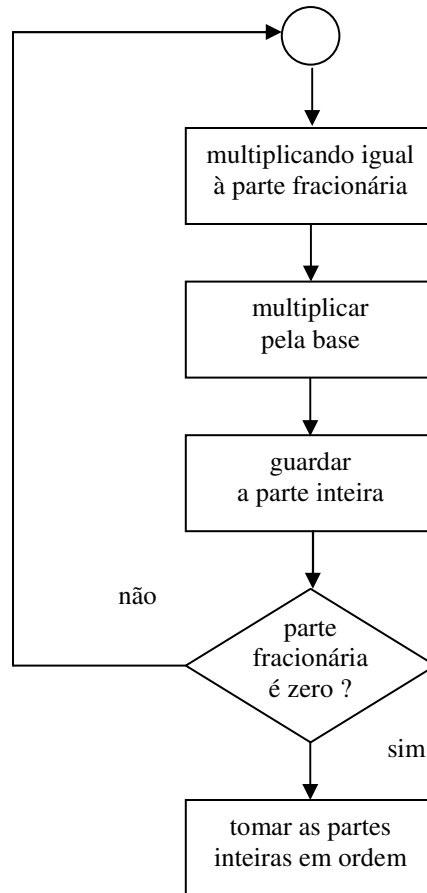 multiplicando igual
à parte fracionária
multiplicar
pela base
guardar
a parte inteira
não
parte
fracionária
é zero ?
sim
tomar as partes
inteiras em ordem